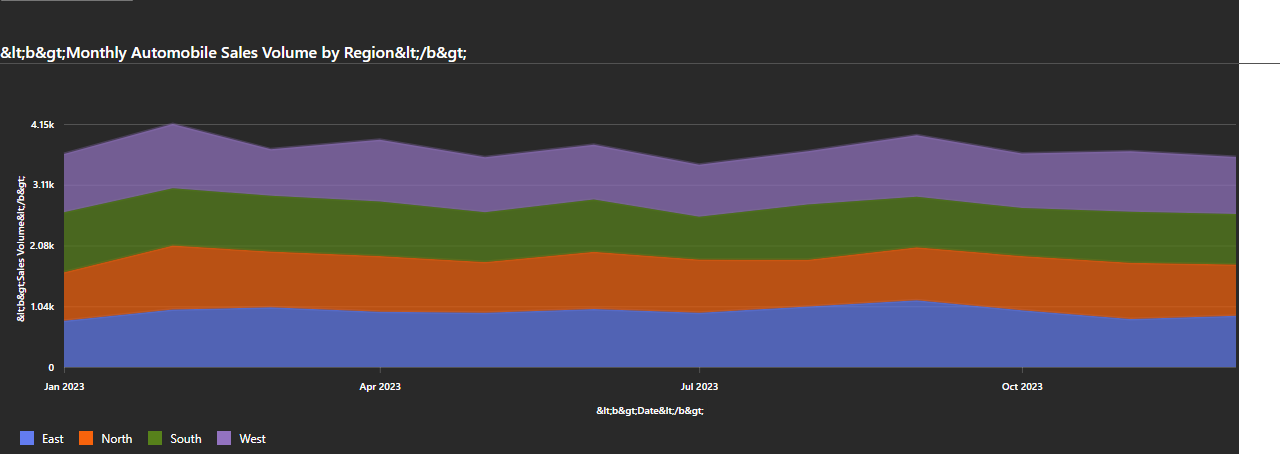 &lt;b&gt;Monthly Automobile Sales Volume by Region&lt;/b&gt;
4.15k
3.11k
2.08k
1.04k
0
&lt;b&gt;Sales Volume&lt;/b&gt;
Jan 2023 Apr 2023 Jul 2023 Oct 2023
&lt;b&gt;Date&lt;/b&gt;
East North South West